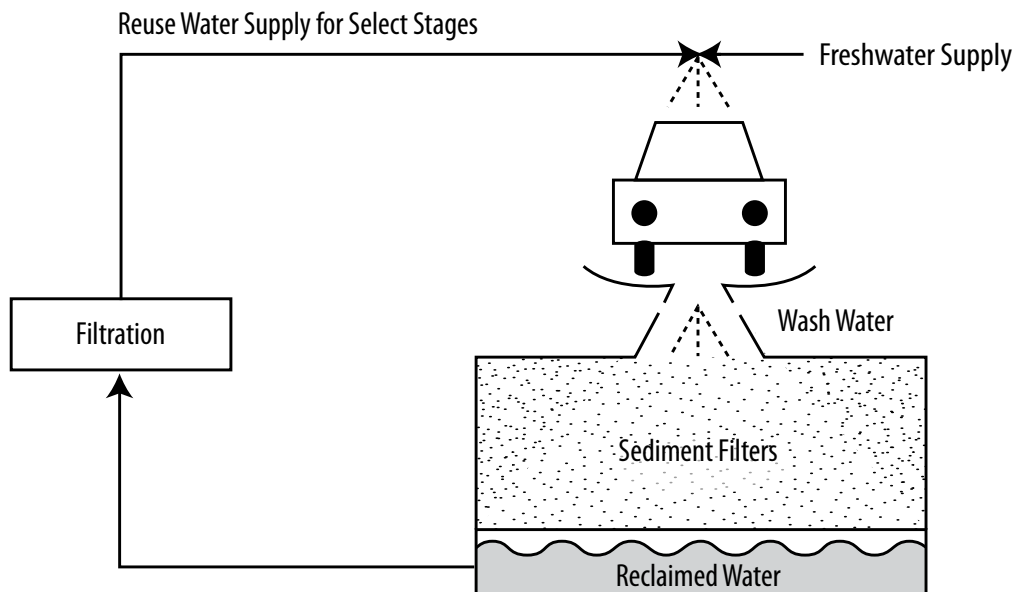 Reuse Water Supply for Select Stages
Freshwater Supply
Filtration
Wash Water
Sediment Filters
Reclaimed Water